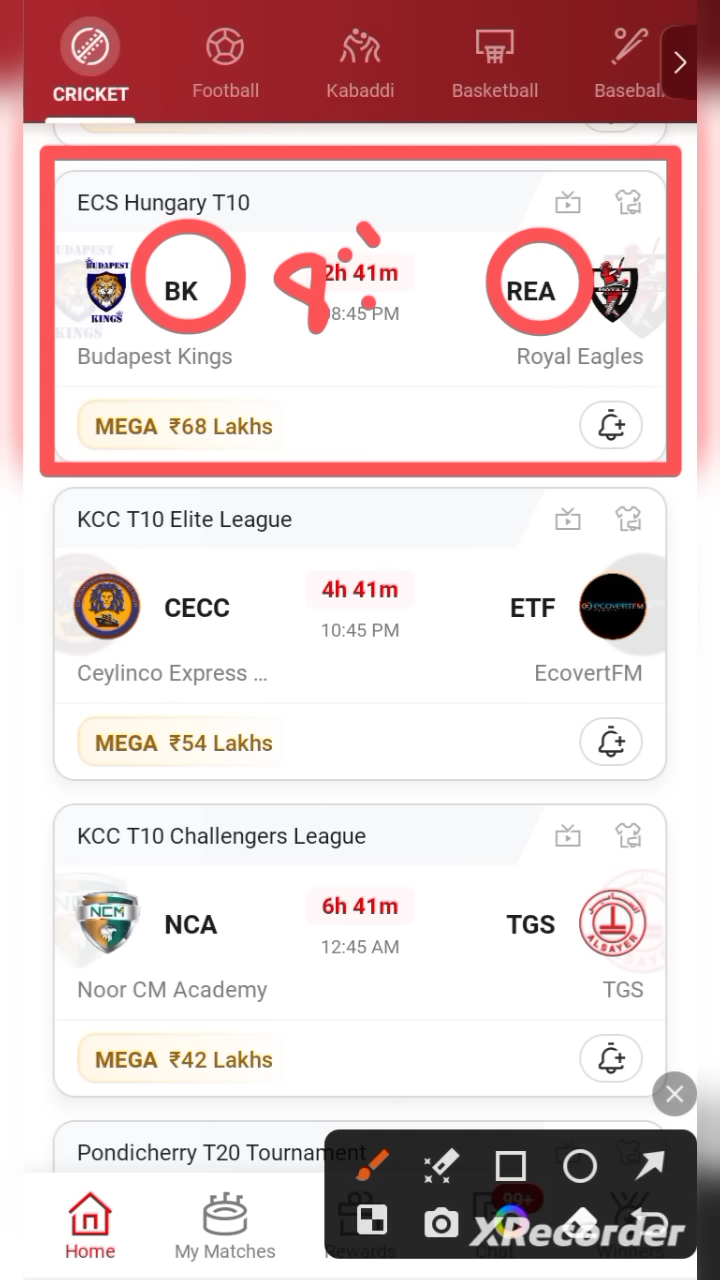 CRICKET
Football
Kabaddi
Basketball
Baseball
ECS Hungary T10
BUDAPEST
KINGS
BK
2h 41m
08:45 PM
REA
Budapest Kings
Royal Eagles
MEGA ₹68 Lakhs
KCC T10 Elite League
CECC
4h 41m
10:45 PM
ETF
ECOVERTFM
Ceylinco Express ...
EcovertFM
MEGA ₹54 Lakhs
KCC T10 Challengers League
NCM
NCA
6h 41m
12:45 AM
TGS
ALSAYER
Noor CM Academy
TGS
MEGA ₹42 Lakhs
Pondicherry T20 Tournament
99+
XRecorder
Home
My Matches
Rewards
Chat
Winners